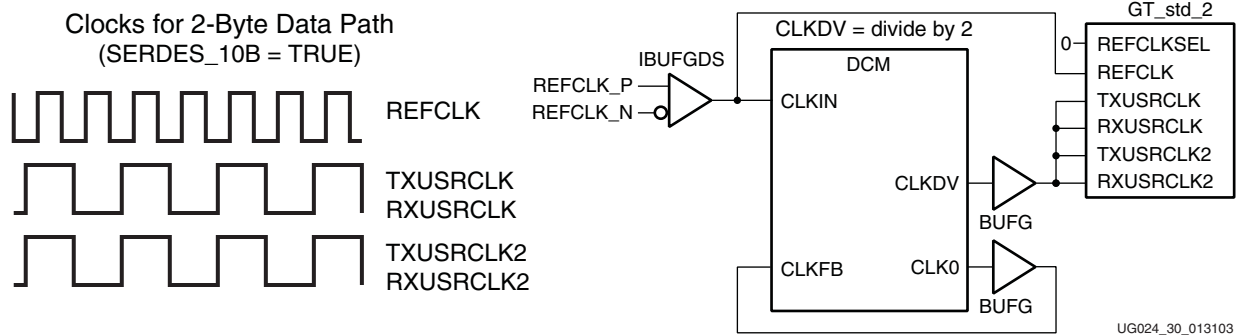 Clocks for 2-Byte Data Path
(SERDES_10B = TRUE)
REFCLK
TXUSRCLK
RXUSRCLK
TXUSRCLK2
RXUSRCLK2
REFCLK_P
REFCLK_N
IBUFGDS
CLKDV = divide by 2
DCM
CLKIN
CLKDV
CLKFB
CLK0
BUFG
BUFG
GT_std_2
0
REFCLKSEL
REFCLK
TXUSRCLK
RXUSRCLK
TXUSRCLK2
RXUSRCLK2
UG024_30_013103